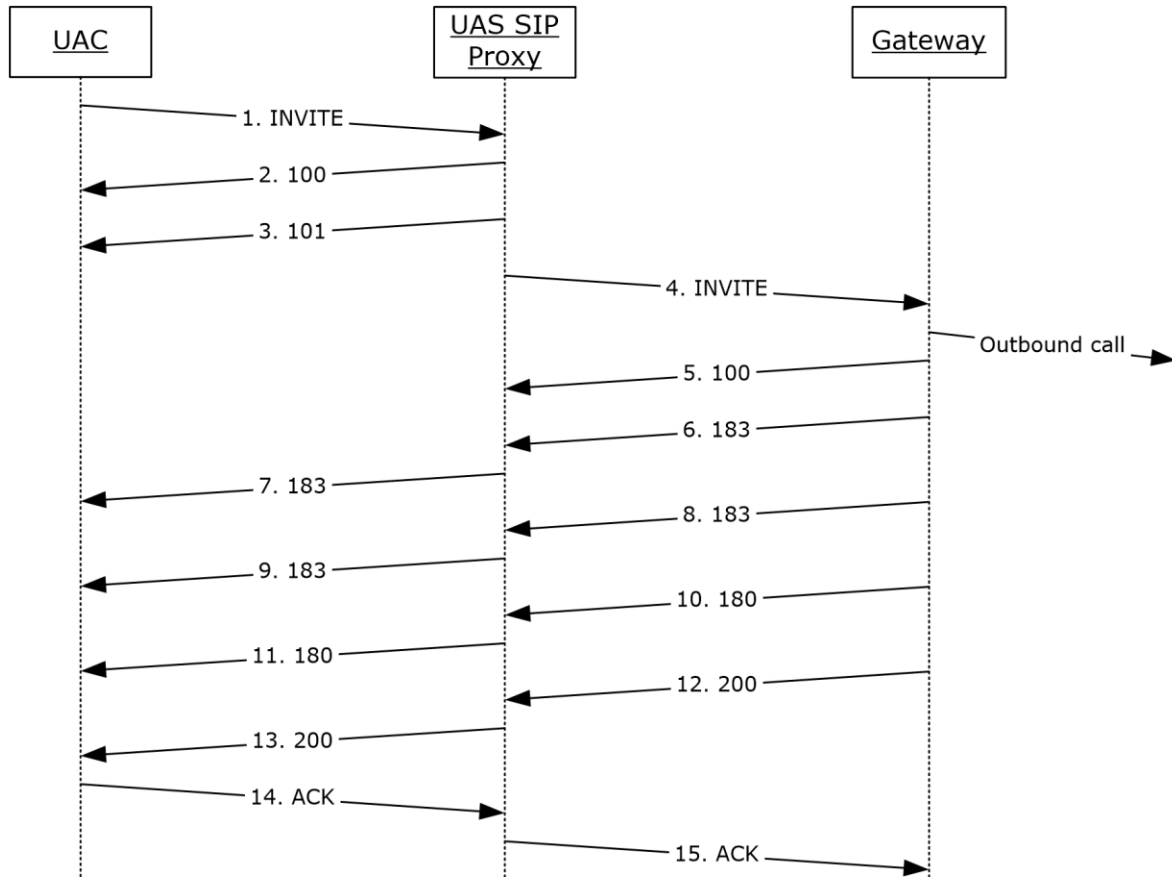 UAC
UAS SIP
Proxy
Gateway
1. INVITE
2. 100
3. 101
4. INVITE
Outbound call
5. 100
6. 183
7. 183
8. 183
9. 183
10. 180
11. 180
12. 200
13. 200
14. ACK
15. ACK